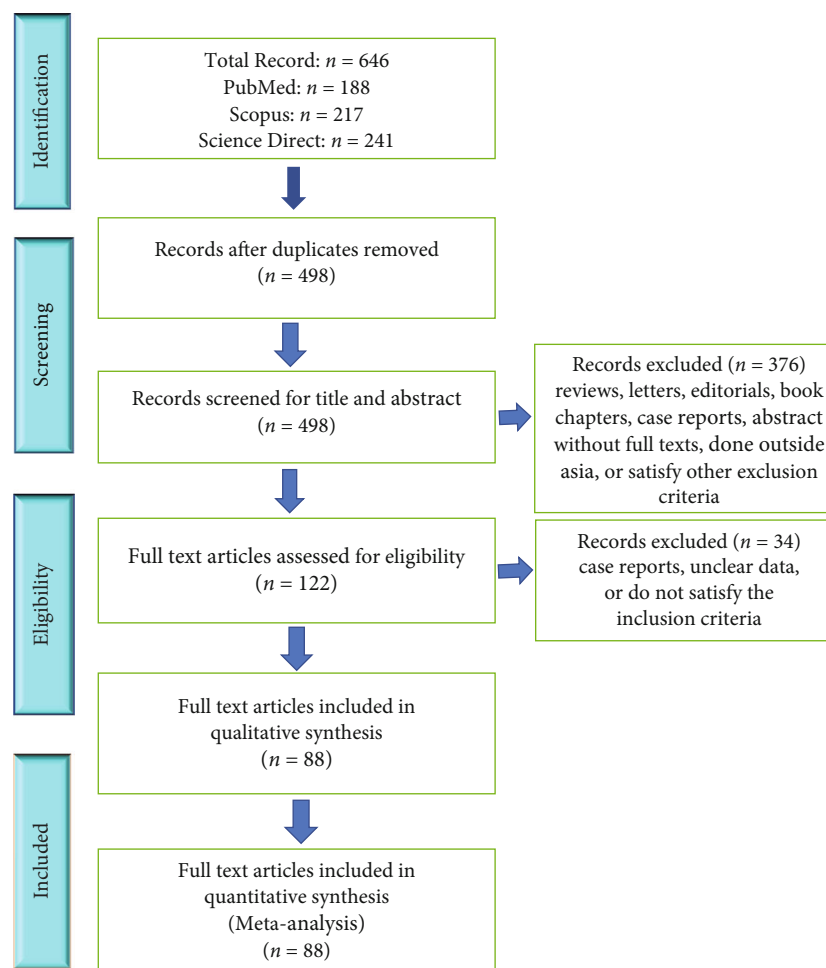 Identification
Total Record: n = 646
PubMed: n = 188
Scopus: n = 217
Science Direct: n = 241
Screening
Records after duplicates removed
(n = 498)
Records screened for title and abstract
(n = 498)
Records excluded (n = 376)
reviews, letters, editorials, book
chapters, case reports, abstract
without full texts, done outside
asia, or satisfy other exclusion
criteria
Eligibility
Full text articles assessed for eligibility
(n = 122)
Records excluded (n = 34)
case reports, unclear data,
or do not satisfy the
inclusion criteria
Full text articles included in
qualitative synthesis
(n = 88)
Included
Full text articles included in
quantitative synthesis
(Meta-analysis)
(n = 88)